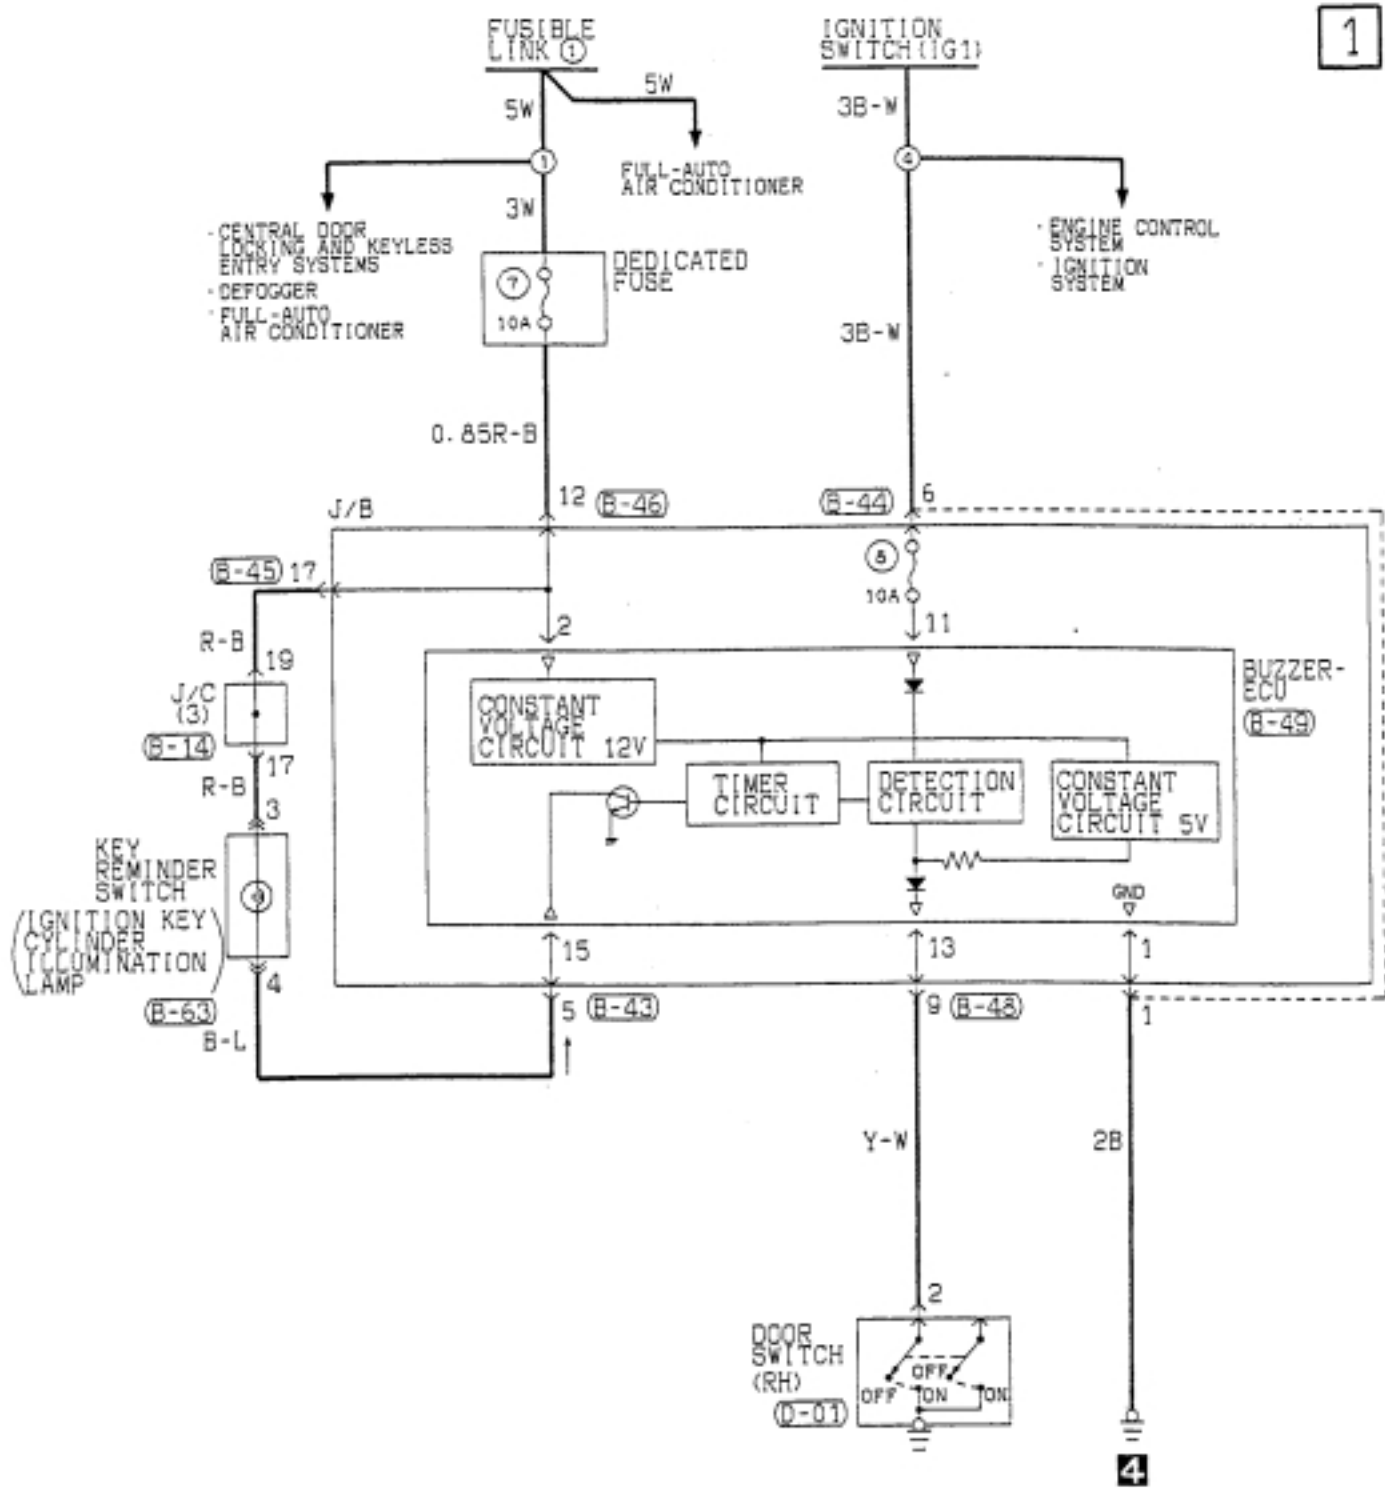 FUSIBLE
LINK ①
IGNITION
SWITCH(IG1)
1
5W
5W
3B-W
1
4
FULL-AUTO
AIR CONDITIONER
3W
· CENTRAL DOOR
LOCKING AND KEYLESS
ENTRY SYSTEMS
· DEFOGGER
· FULL-AUTO
AIR CONDITIONER
· ENGINE CONTROL
SYSTEM
· IGNITION
SYSTEM
DEDICATED
FUSE
7
10A
3B-W
0.85R-B
12
B-46
B-44
6
J/B
8
10A
B-45
17
2
11
R-B
19
J/C
(3)
B-14
17
R-B
3
BUZZER-
ECU
B-49
CONSTANT
VOLTAGE
CIRCUIT 12V
TIMER
CIRCUIT
DETECTION
CIRCUIT
CONSTANT
VOLTAGE
CIRCUIT 5V
GND
KEY
REMINDER
SWITCH
(IGNITION KEY
CYLINDER
ILLUMINATION
LAMP)
4
B-63
B-L
15
13
1
5
B-43
9
B-48
1
Y-W
2B
2
DOOR
SWITCH
(RH)
D-01
OFF
OFF
ON
ON
4